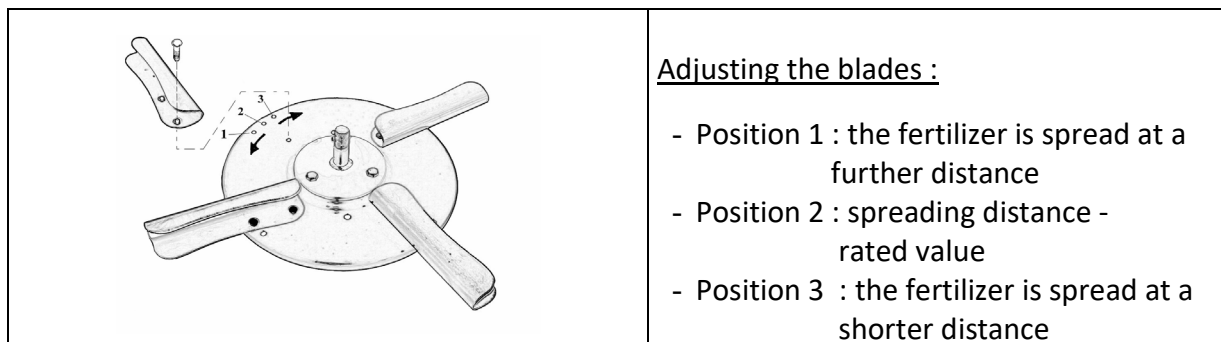 3
2
1
Adjusting the blades :
- Position 1 : the fertilizer is spread at a
further distance
- Position 2 : spreading distance -
rated value
- Position 3 : the fertilizer is spread at a
shorter distance